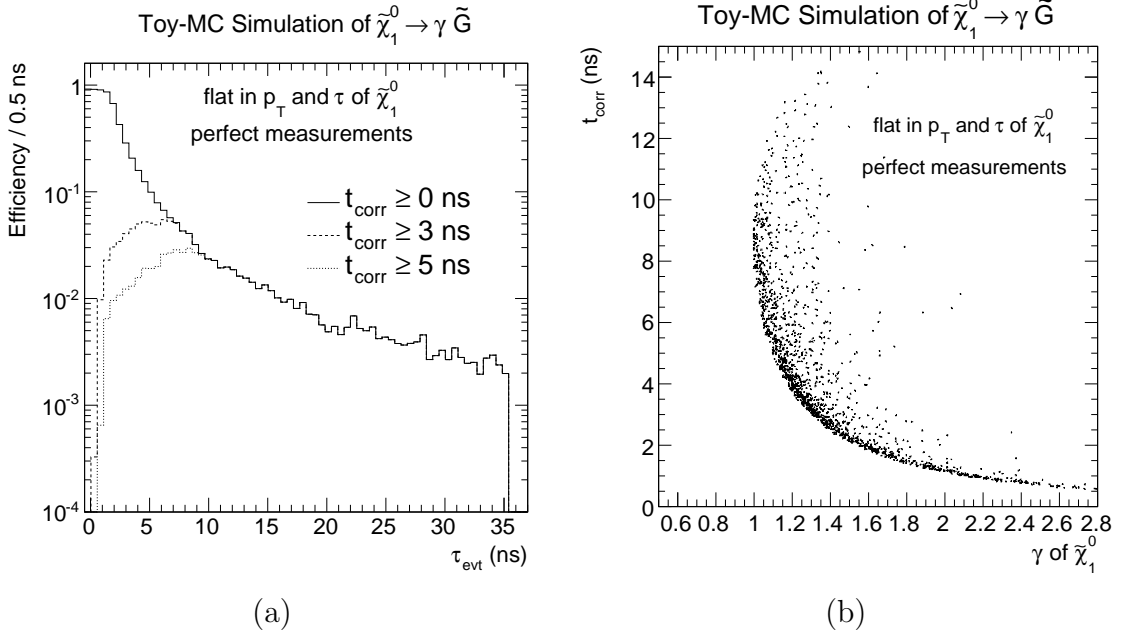 Toy-MC Simulation of χ̃₁⁰ → γ G̃
Efficiency / 0.5 ns
1
10⁻¹
10⁻²
10⁻³
10⁻⁴
flat in p_T and τ of χ̃₁⁰
perfect measurements
t_corr ≥ 0 ns
t_corr ≥ 3 ns
t_corr ≥ 5 ns
0 5 10 15 20 25 30 35
τ_evt (ns)
(a)
Toy-MC Simulation of χ̃₁⁰ → γ G̃
t_corr (ns)
14
12
10
8
6
4
2
0
flat in p_T and τ of χ̃₁⁰
perfect measurements
0.6 0.8 1 1.2 1.4 1.6 1.8 2 2.2 2.4 2.6 2.8
γ of χ̃₁⁰
(b)